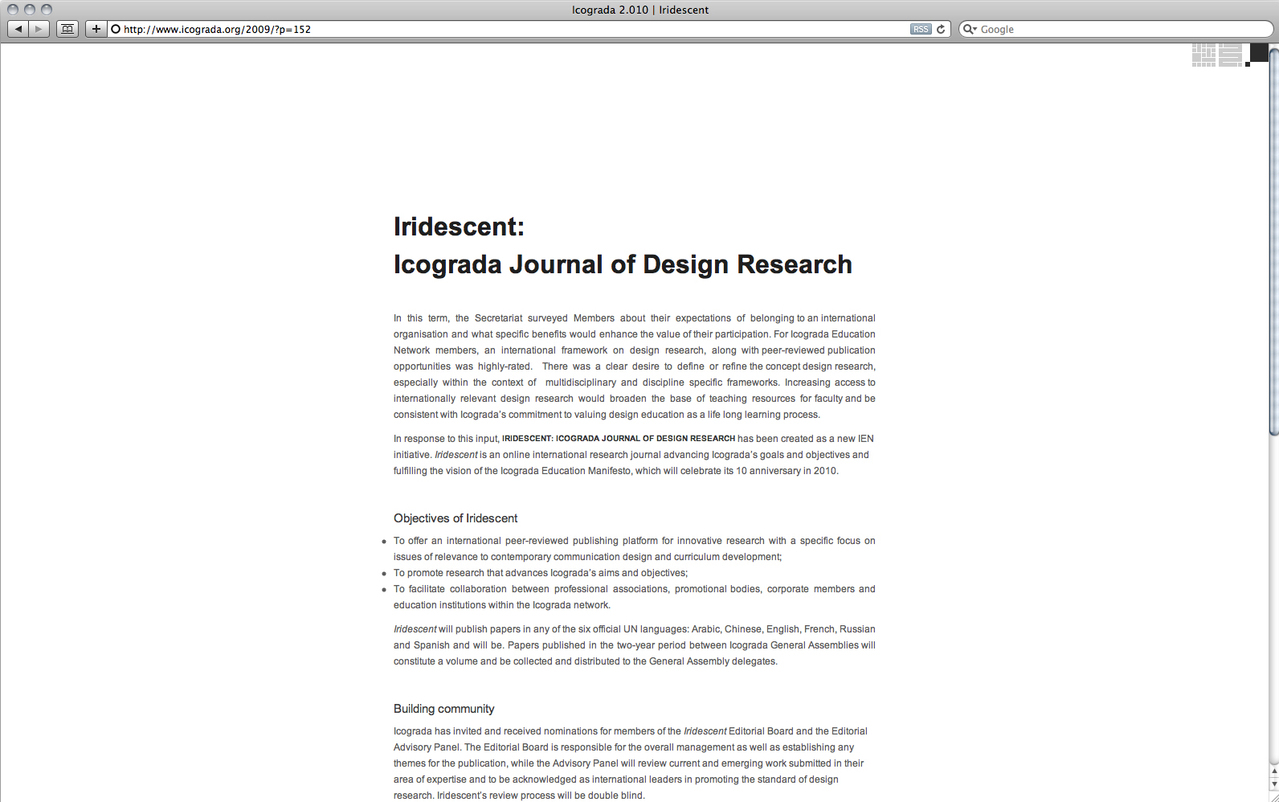 Icograda 2.010 | Iridescent
http://www.icograda.org/2009/?p=152
RSS
Google
Iridescent:
Icograda Journal of Design Research
In this term, the Secretariat surveyed Members about their expectations of belonging to an international
organisation and what specific benefits would enhance the value of their participation. For Icograda Education
Network members, an international framework on design research, along with peer-reviewed publication
opportunities was highly-rated. There was a clear desire to define or refine the concept design research,
especially within the context of multidisciplinary and discipline specific frameworks. Increasing access to
internationally relevant design research would broaden the base of teaching resources for faculty and be
consistent with Icograda's commitment to valuing design education as a life long learning process.
In response to this input, IRIDESCENT: ICOGRADA JOURNAL OF DESIGN RESEARCH has been created as a new IEN
initiative. Iridescent is an online international research journal advancing Icograda's goals and objectives and
fulfilling the vision of the Icograda Education Manifesto, which will celebrate its 10 anniversary in 2010.
Objectives of Iridescent
• To offer an international peer-reviewed publishing platform for innovative research with a specific focus on
issues of relevance to contemporary communication design and curriculum development;
• To promote research that advances Icograda's aims and objectives;
• To facilitate collaboration between professional associations, promotional bodies, corporate members and
education institutions within the Icograda network.
Iridescent will publish papers in any of the six official UN languages: Arabic, Chinese, English, French, Russian
and Spanish and will be. Papers published in the two-year period between Icograda General Assemblies will
constitute a volume and be collected and distributed to the General Assembly delegates.
Building community
Icograda has invited and received nominations for members of the Iridescent Editorial Board and the Editorial
Advisory Panel. The Editorial Board is responsible for the overall management as well as establishing any
themes for the publication, while the Advisory Panel will review current and emerging work submitted in their
area of expertise and to be acknowledged as international leaders in promoting the standard of design
research. Iridescent's review process will be double blind.